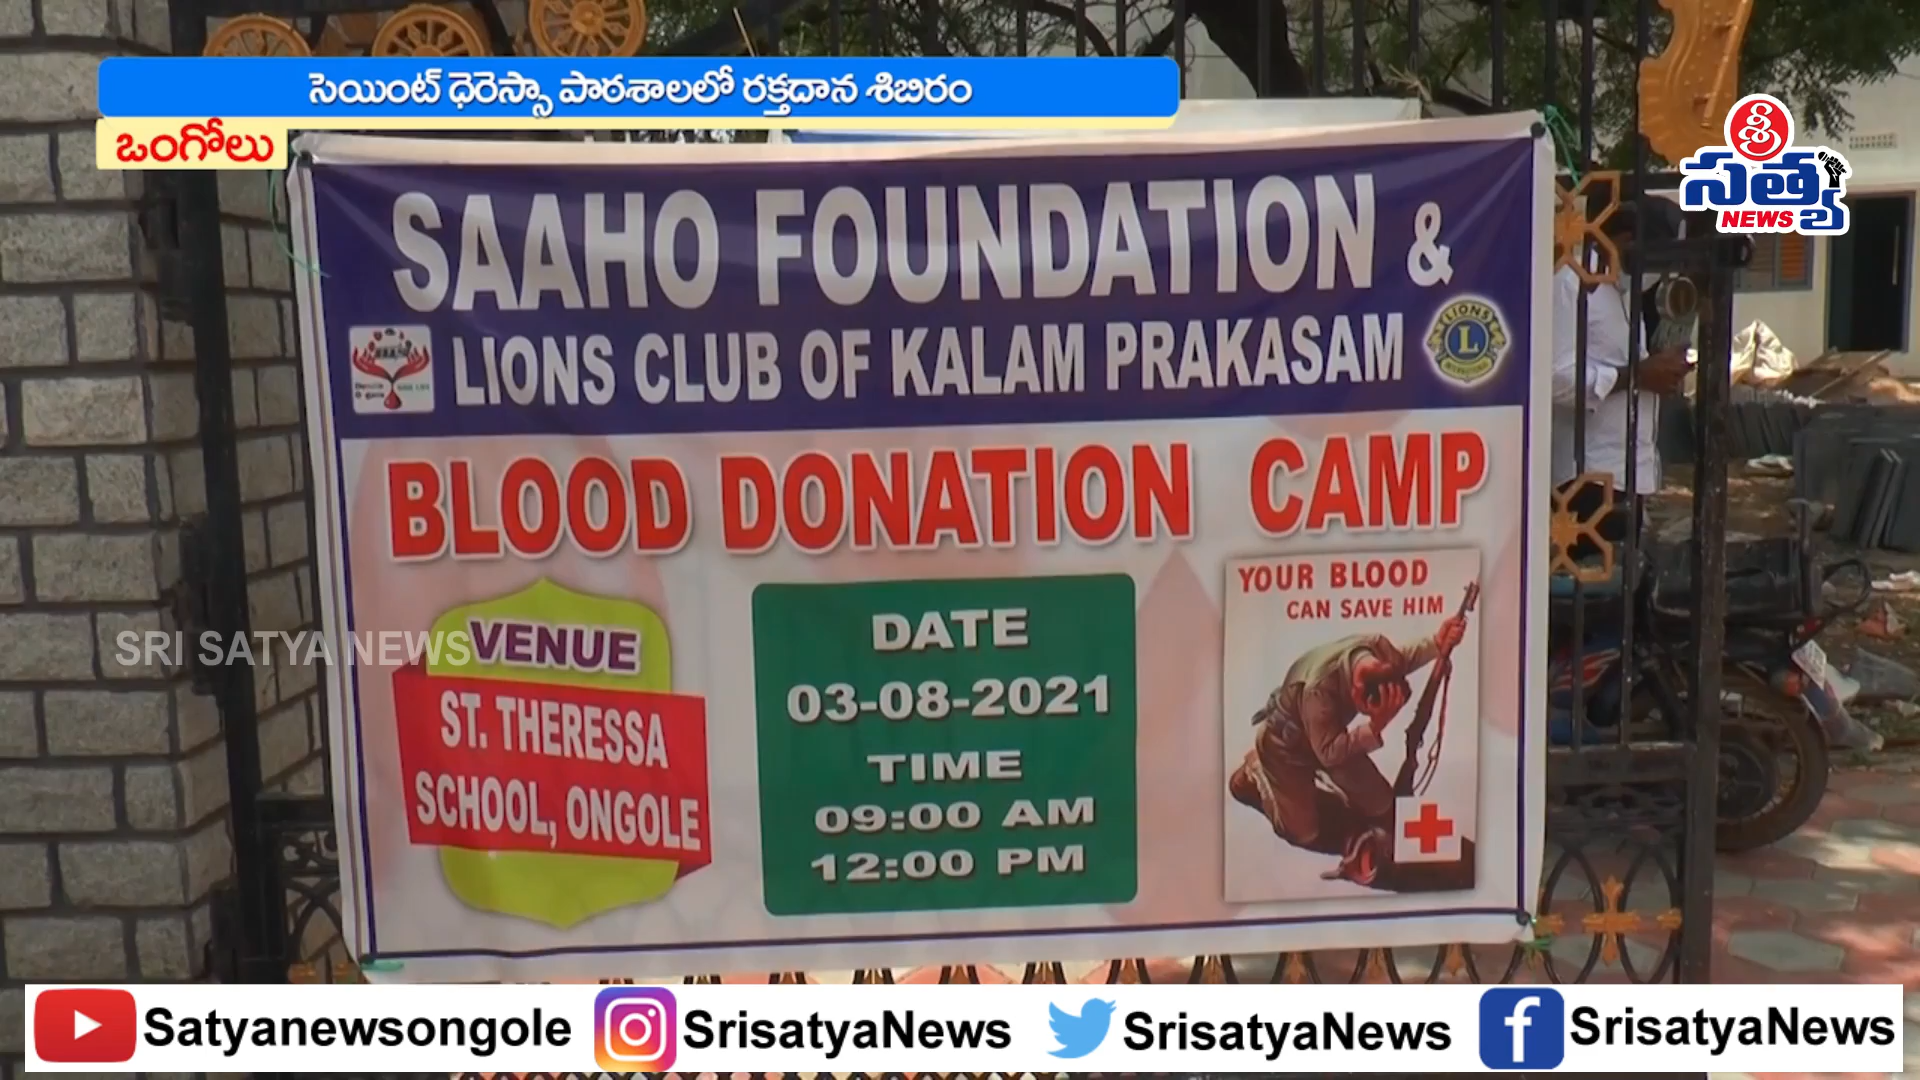 సెయింట్ ధెరెస్సా పాఠశాలలో రక్తదాన శిబిరం
ఒంగోలు
శ్రీ
సత్య
NEWS
SAAHO FOUNDATION &
LIONS CLUB OF KALAM PRAKASAM
LIONS
L
BLOOD DONATION CAMP
VENUE
ST. THERESSA
SCHOOL, ONGOLE
DATE
03-08-2021
TIME
09:00 AM
12:00 PM
YOUR BLOOD
CAN SAVE HIM
SRI SATYA NEWS
Satyanewsongole
SrisatyaNews
SrisatyaNews
SrisatyaNews